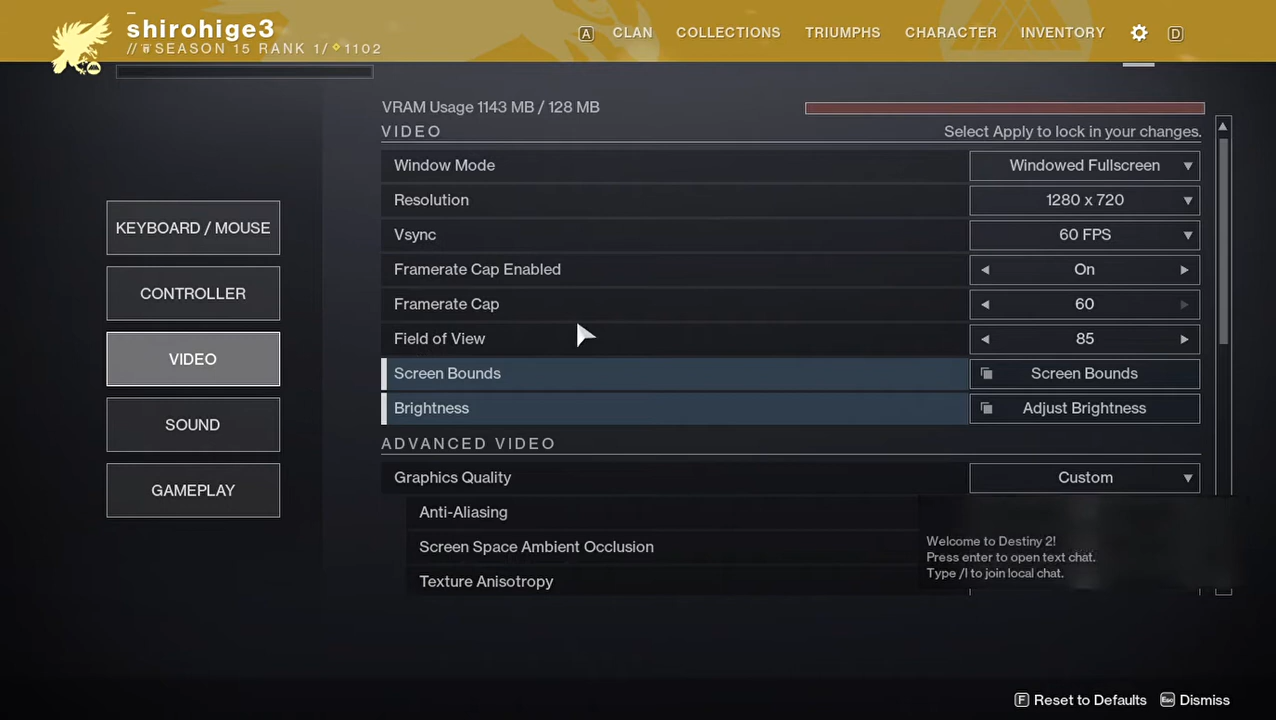 shirohige3
// SEASON 15 RANK 1/ 1102
A CLAN COLLECTIONS TRIUMPHS CHARACTER INVENTORY D
VRAM Usage 1143 MB / 128 MB
VIDEO Select Apply to lock in your changes.
Window Mode Windowed Fullscreen
Resolution 1280 x 720
Vsync 60 FPS
Framerate Cap Enabled On
Framerate Cap 60
Field of View 85
Screen Bounds Screen Bounds
Brightness Adjust Brightness
ADVANCED VIDEO
Graphics Quality Custom
Anti-Aliasing
Screen Space Ambient Occlusion
Texture Anisotropy
KEYBOARD / MOUSE
CONTROLLER
VIDEO
SOUND
GAMEPLAY
Welcome to Destiny 2!
Press enter to open text chat.
Type /l to join local chat.
F Reset to Defaults Esc Dismiss